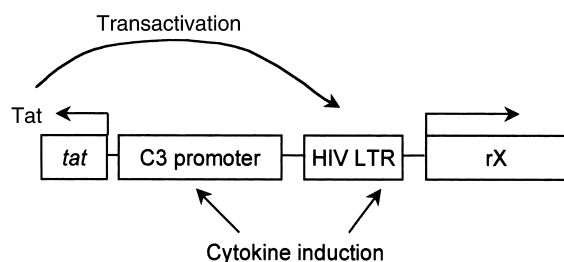 Transactivation
Tat
tat
C3 promoter
HIV LTR
rX
Cytokine induction